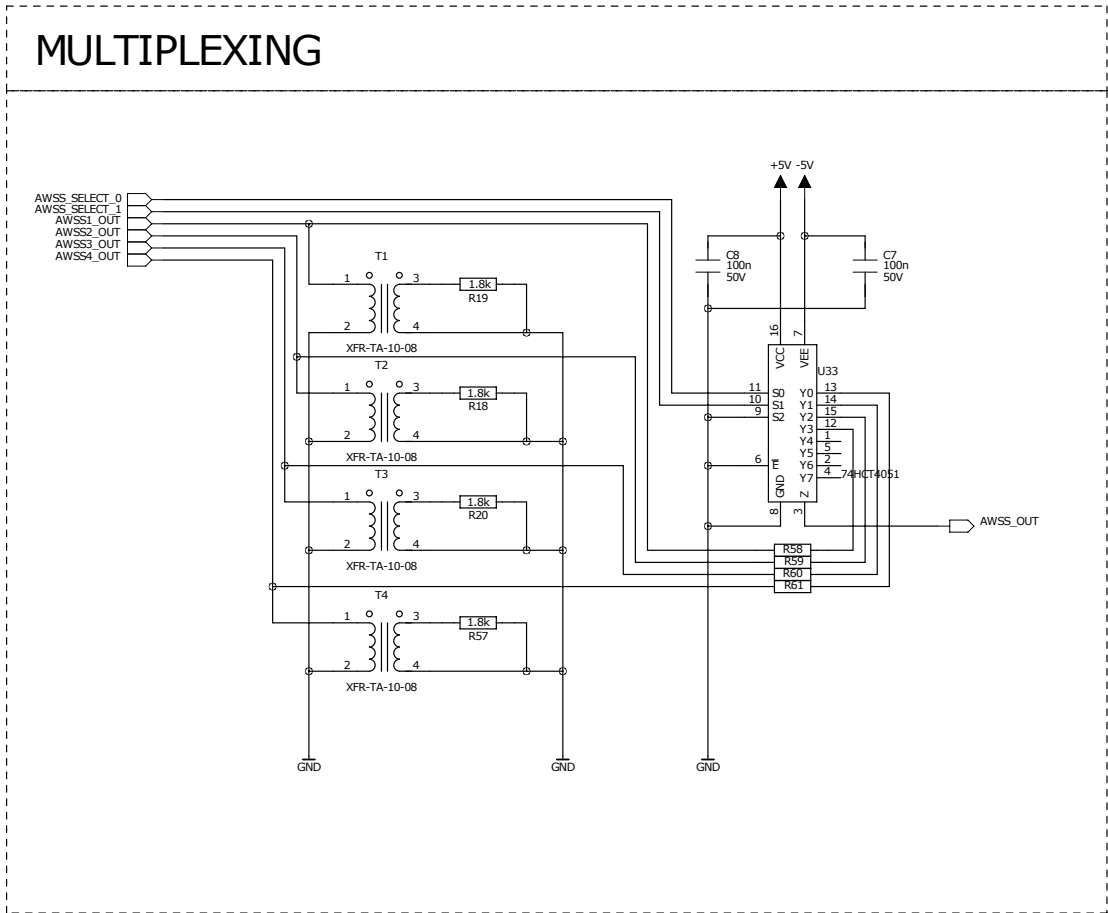 MULTIPLEXING
+5V -5V
AWSS_SELECT_0
AWSS_SELECT_1
AWSS1_OUT
AWSS2_OUT
AWSS3_OUT
AWSS4_OUT
T1
1 3 1.8k
R19
2 4
XFR-TA-10-08
T2
1 3 1.8k
R18
2 4
XFR-TA-10-08
T3
1 3 1.8k
R20
2 4
XFR-TA-10-08
T4
1 3 1.8k
R57
2 4
XFR-TA-10-08
GND
GND
C8
100n
50V
C7
100n
50V
16 7
VCC VEE
U33
11 S0 Y0 13
10 S1 Y1 14
9 S2 Y2 15
Y3 12
Y4 1
Y5 5
6 E Y6 2
Y7 4
74HCT4051
GND Z
8 3
AWSS_OUT
R58
R59
R60
R61
GND